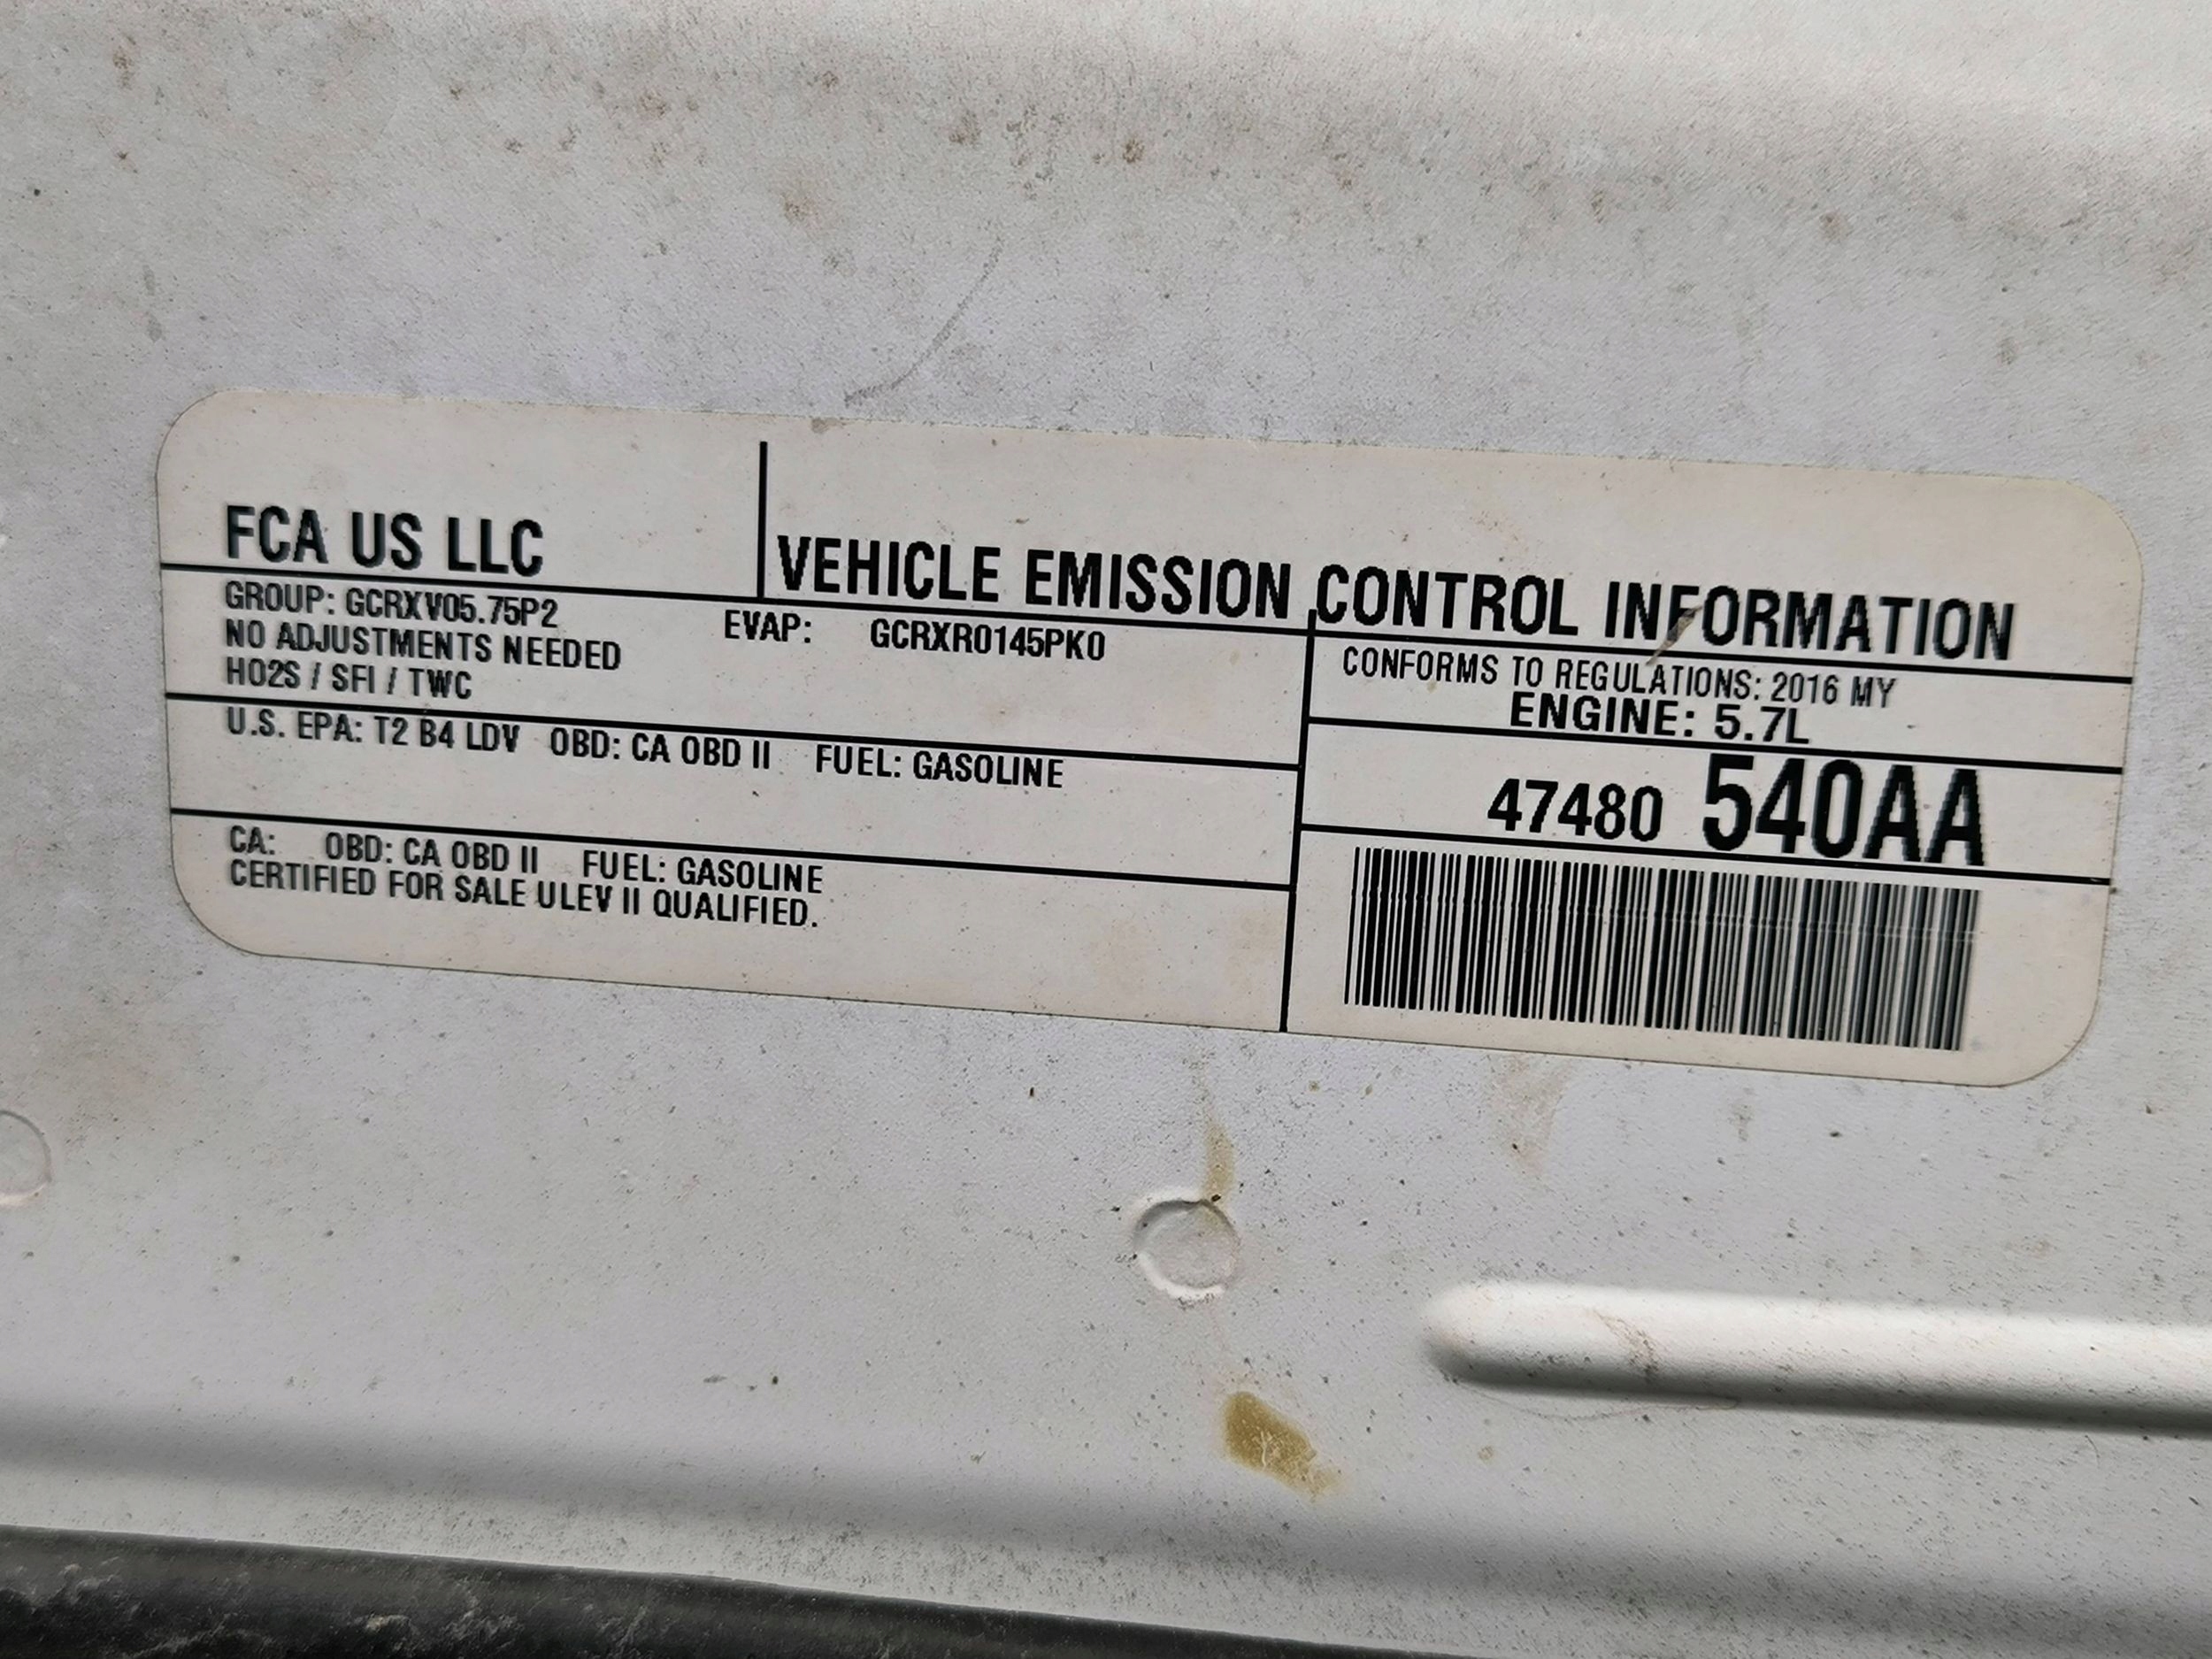 FCA US LLC
VEHICLE EMISSION CONTROL INFORMATION
GROUP: GCRXV05.75P2
EVAP: GCRXR0145PK0
NO ADJUSTMENTS NEEDED
HO2S / SFI / TWC
CONFORMS TO REGULATIONS: 2016 MY
ENGINE: 5.7L
U.S. EPA: T2 B4 LDV OBD: CA OBD II FUEL: GASOLINE
47480 540AA
CA: OBD: CA OBD II FUEL: GASOLINE
CERTIFIED FOR SALE ULEV II QUALIFIED.